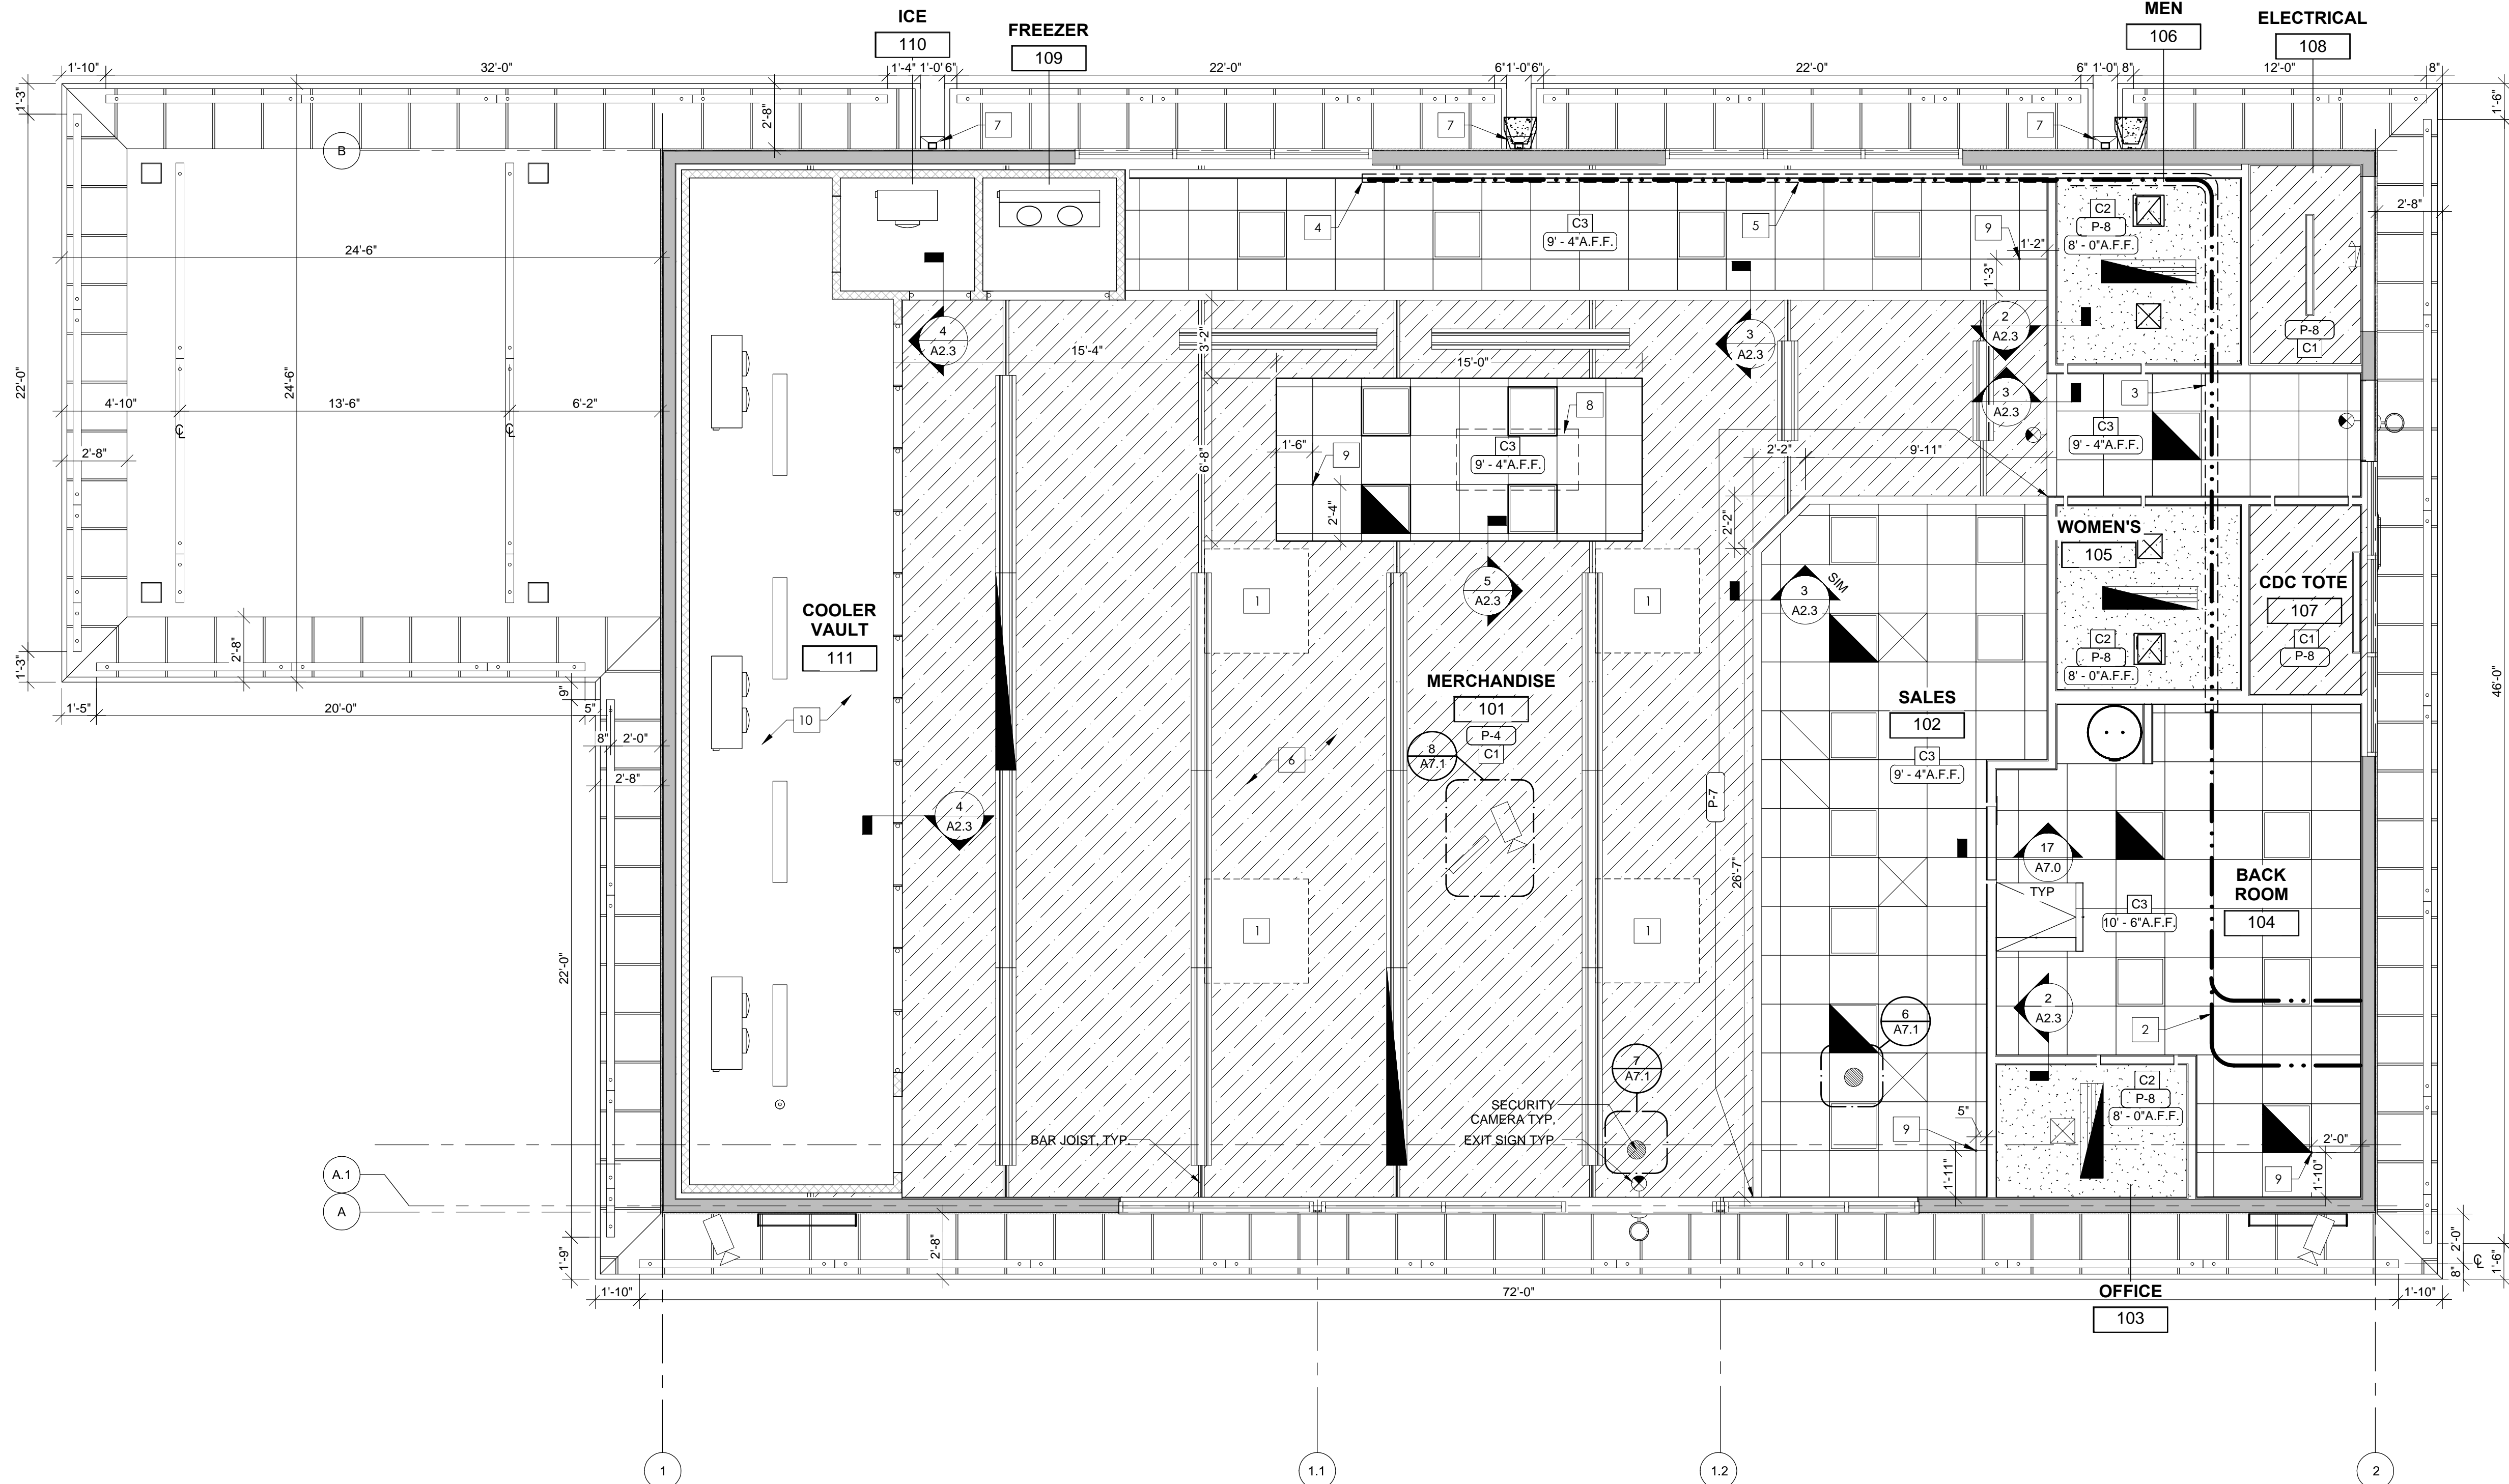 ICE
110
FREEZER
109
MEN
106
ELECTRICAL
108
1'-10"
32'-0"
1'-4"
1'-0"
6"
22'-0"
6"
1'-0"
6"
22'-0"
6"
1'-0"
8"
12'-0"
8"
1'-3"
2'-8"
1'-6"
B
7
7
7
4
C3
9' - 4"A.F.F.
5
9
1'-2"
1'-3"
C2
P-8
8' - 0"A.F.F.
2'-8"
24'-6"
22'-0"
24'-6"
4'-10"
13'-6"
6'-2"
2'-8"
4
A2.3
15'-4"
3'-2"
15'-0"
3
A2.3
2
A2.3
3
A2.3
P-8
C1
3
8
C3
9' - 4"A.F.F.
1'-6"
9
6'-8"
2'-4"
C3
9' - 4"A.F.F.
2'-2"
9'-11"
2'-2"
WOMEN'S
105
C2
P-8
8' - 0"A.F.F.
CDC TOTE
107
C1
P-8
46'-0"
5
A2.3
3
A2.3
SIM
1
1
COOLER
VAULT
111
2'-8"
1'-3"
1'-5"
20'-0"
5"
9"
8"
2'-0"
2'-8"
10
6
MERCHANDISE
101
P-4
C1
8
A7.1
SALES
102
C3
9' - 4"A.F.F.
P-7
4
A2.3
26'-7"
17
A7.0
TYP
BACK
ROOM
104
C3
10' - 6"A.F.F.
1
1
22'-0"
2
A2.3
2
6
A7.1
7
A7.1
SECURITY
CAMERA TYP.
EXIT SIGN TYP.
BAR JOIST, TYP.
C2
P-8
8' - 0"A.F.F.
5"
9
1'-11"
2'-0"
9
1'-10"
A.1
A
1'-9"
2'-8"
2'-0"
8"
1'-6"
1'-10"
72'-0"
1'-10"
OFFICE
103
1
1.1
1.2
2